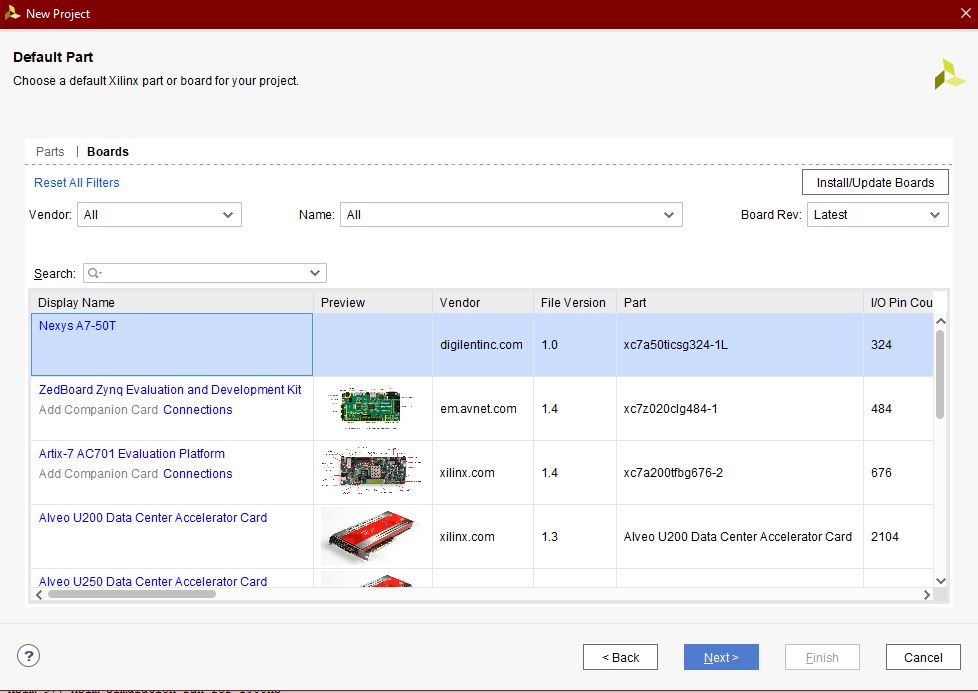 New Project
Default Part
Choose a default Xilinx part or board for your project.
Parts | Boards
Reset All Filters
Install/Update Boards
Vendor: All Name: All Board Rev: Latest
Search:
Display Name Preview Vendor File Version Part I/O Pin Cou
Nexys A7-50T
digilentinc.com 1.0 xc7a50ticsg324-1L 324
ZedBoard Zynq Evaluation and Development Kit
Add Companion Card Connections
em.avnet.com 1.4 xc7z020clg484-1 484
Artix-7 AC701 Evaluation Platform
Add Companion Card Connections
xilinx.com 1.4 xc7a200tfbg676-2 676
Alveo U200 Data Center Accelerator Card
xilinx.com 1.3 Alveo U200 Data Center Accelerator Card 2104
Alveo U250 Data Center Accelerator Card
? < Back Next > Finish Cancel